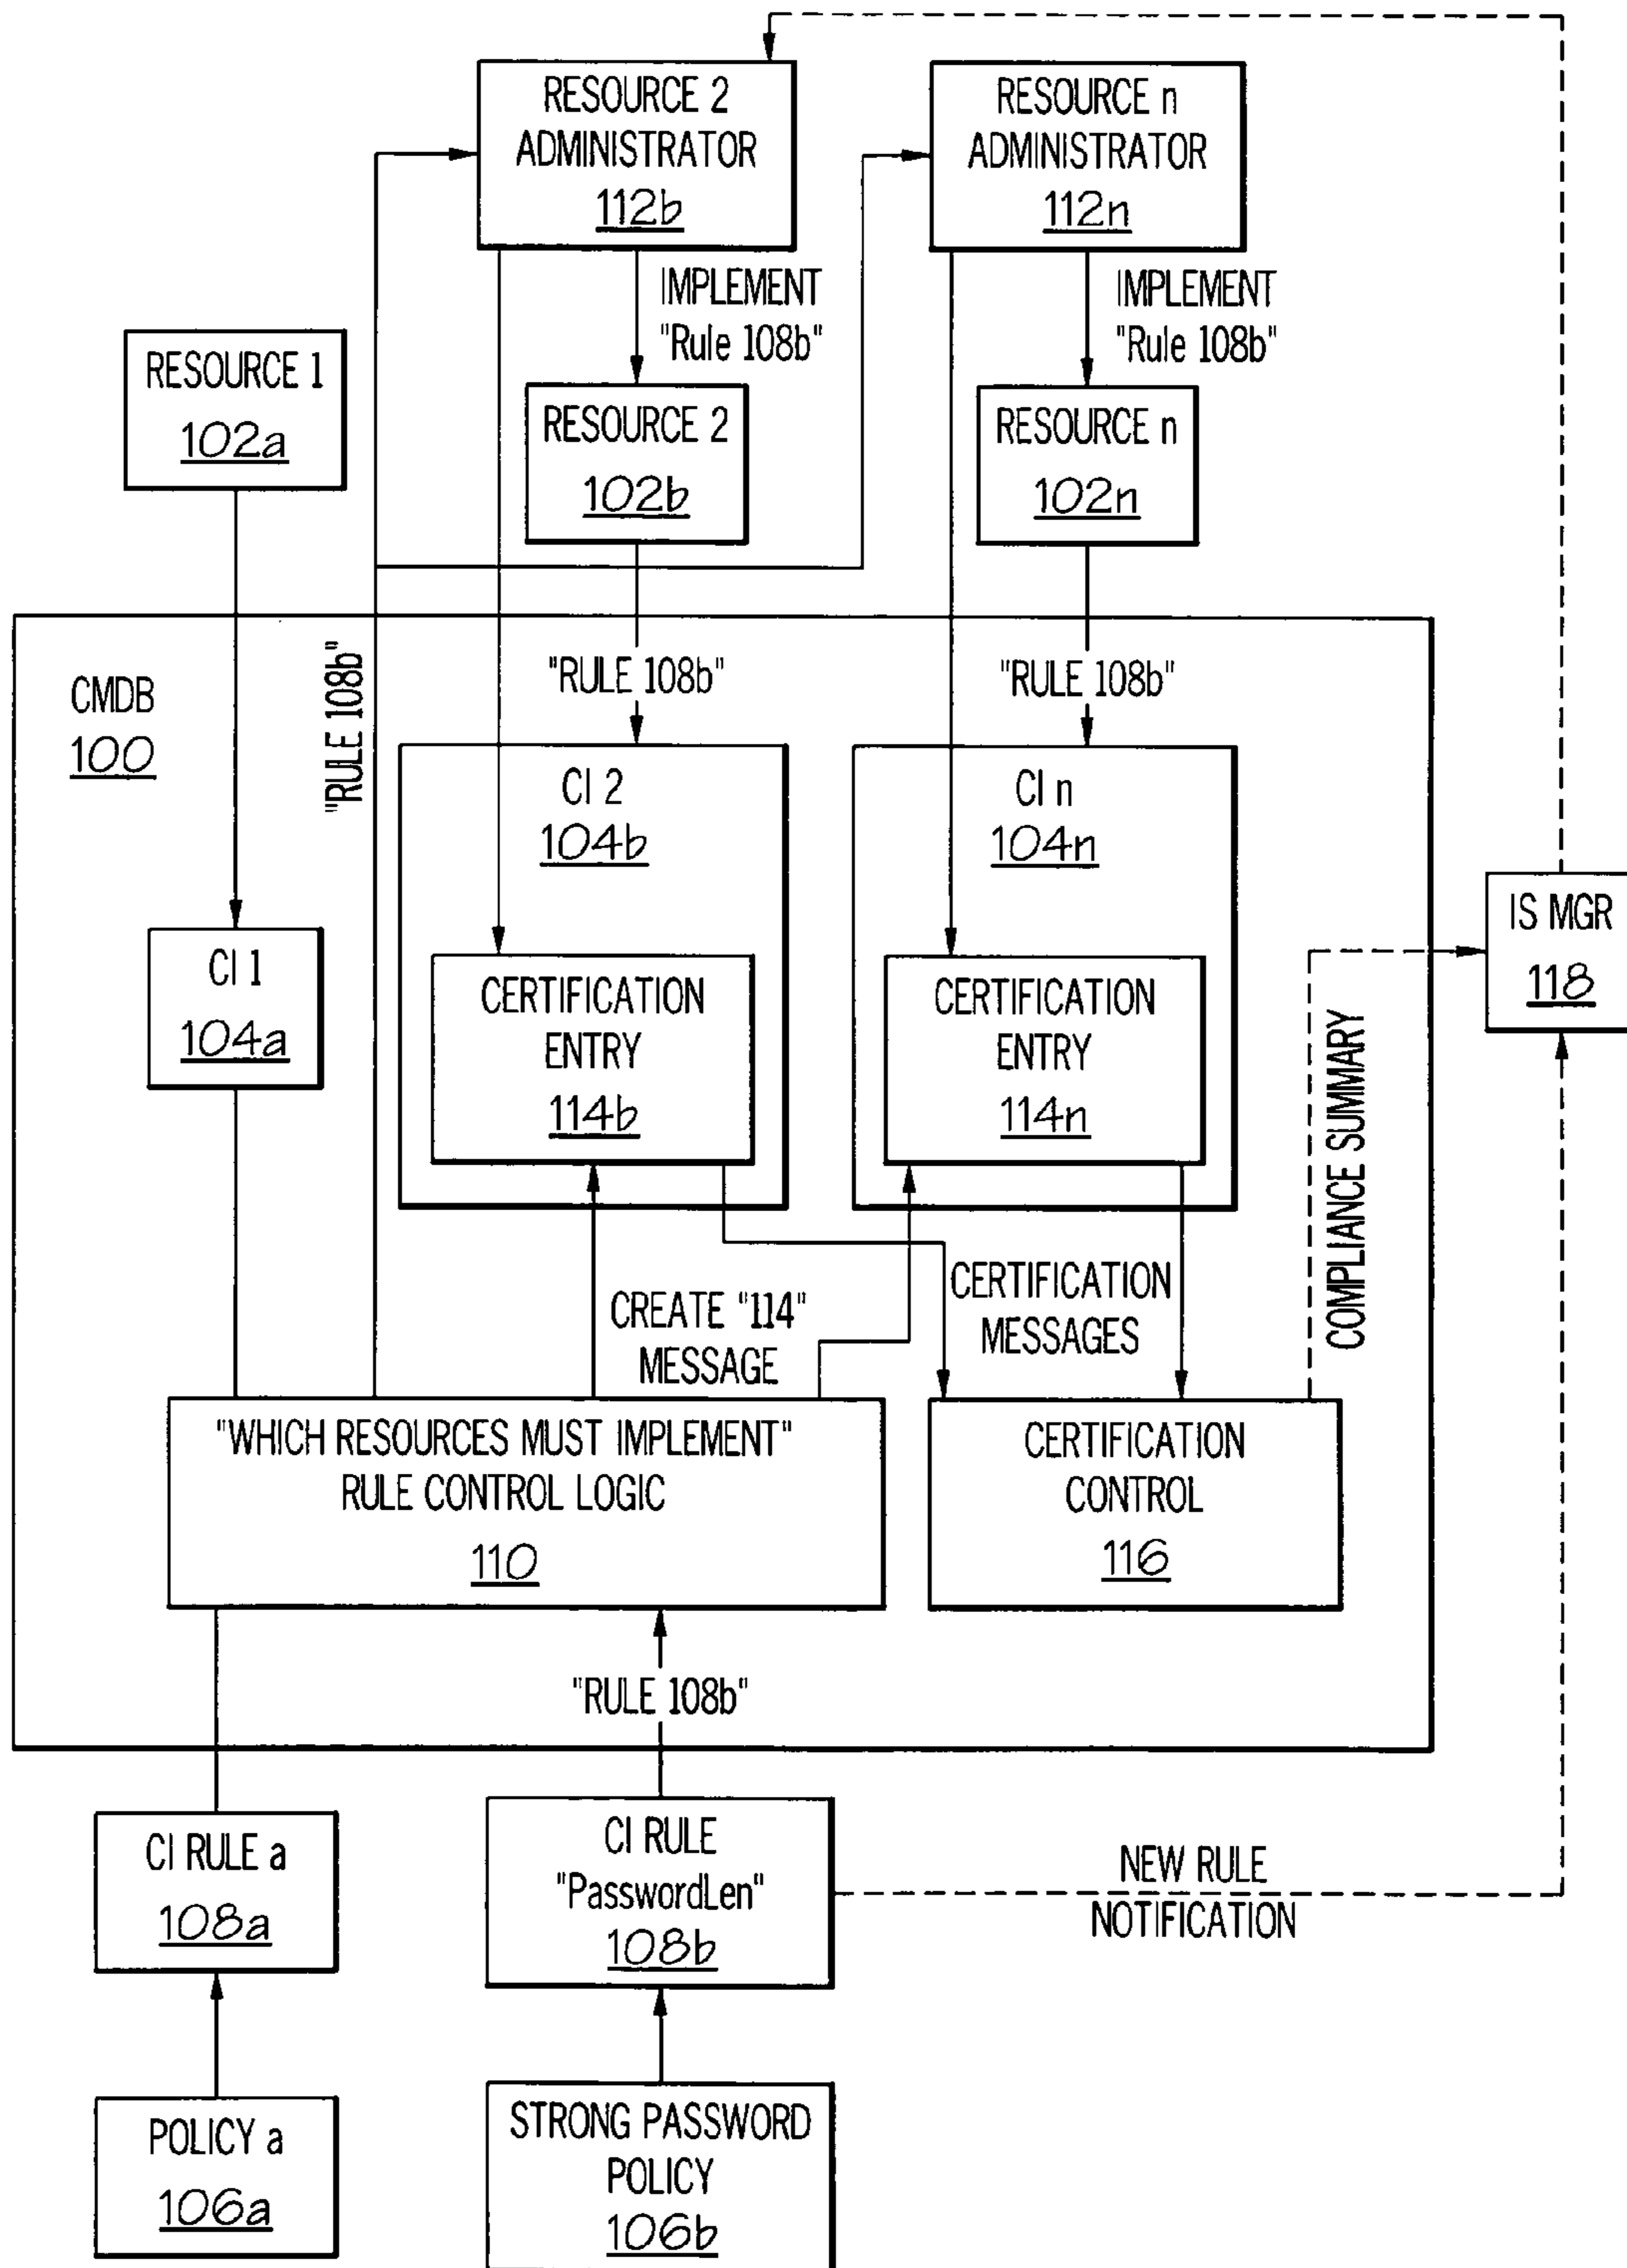 RESOURCE 2
ADMINISTRATOR
112b
RESOURCE n
ADMINISTRATOR
112n
IMPLEMENT
"Rule 108b"
IMPLEMENT
"Rule 108b"
RESOURCE 1
102a
RESOURCE 2
102b
RESOURCE n
102n
CMDB
100
"RULE 108b"
"RULE 108b"
"RULE 108b"
CI 2
104b
CI n
104n
CI 1
104a
CERTIFICATION
ENTRY
114b
CERTIFICATION
ENTRY
114n
IS MGR
118
COMPLIANCE SUMMARY
CREATE "114"
MESSAGE
CERTIFICATION
MESSAGES
"WHICH RESOURCES MUST IMPLEMENT"
RULE CONTROL LOGIC
110
CERTIFICATION
CONTROL
116
"RULE 108b"
CI RULE a
108a
CI RULE
"PasswordLen"
108b
NEW RULE
NOTIFICATION
POLICY a
106a
STRONG PASSWORD
POLICY
106b